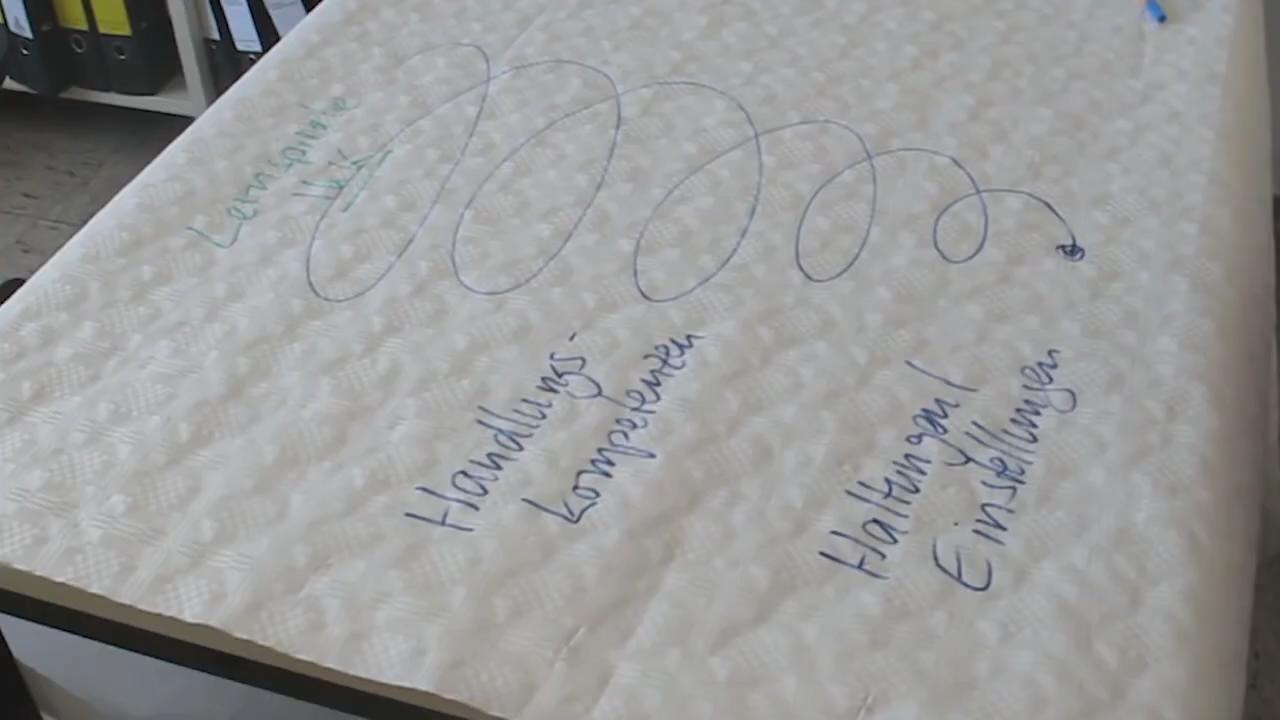 Lernspirale
Handlungs-
kompetenzen
Haltungen/
Einstellungen